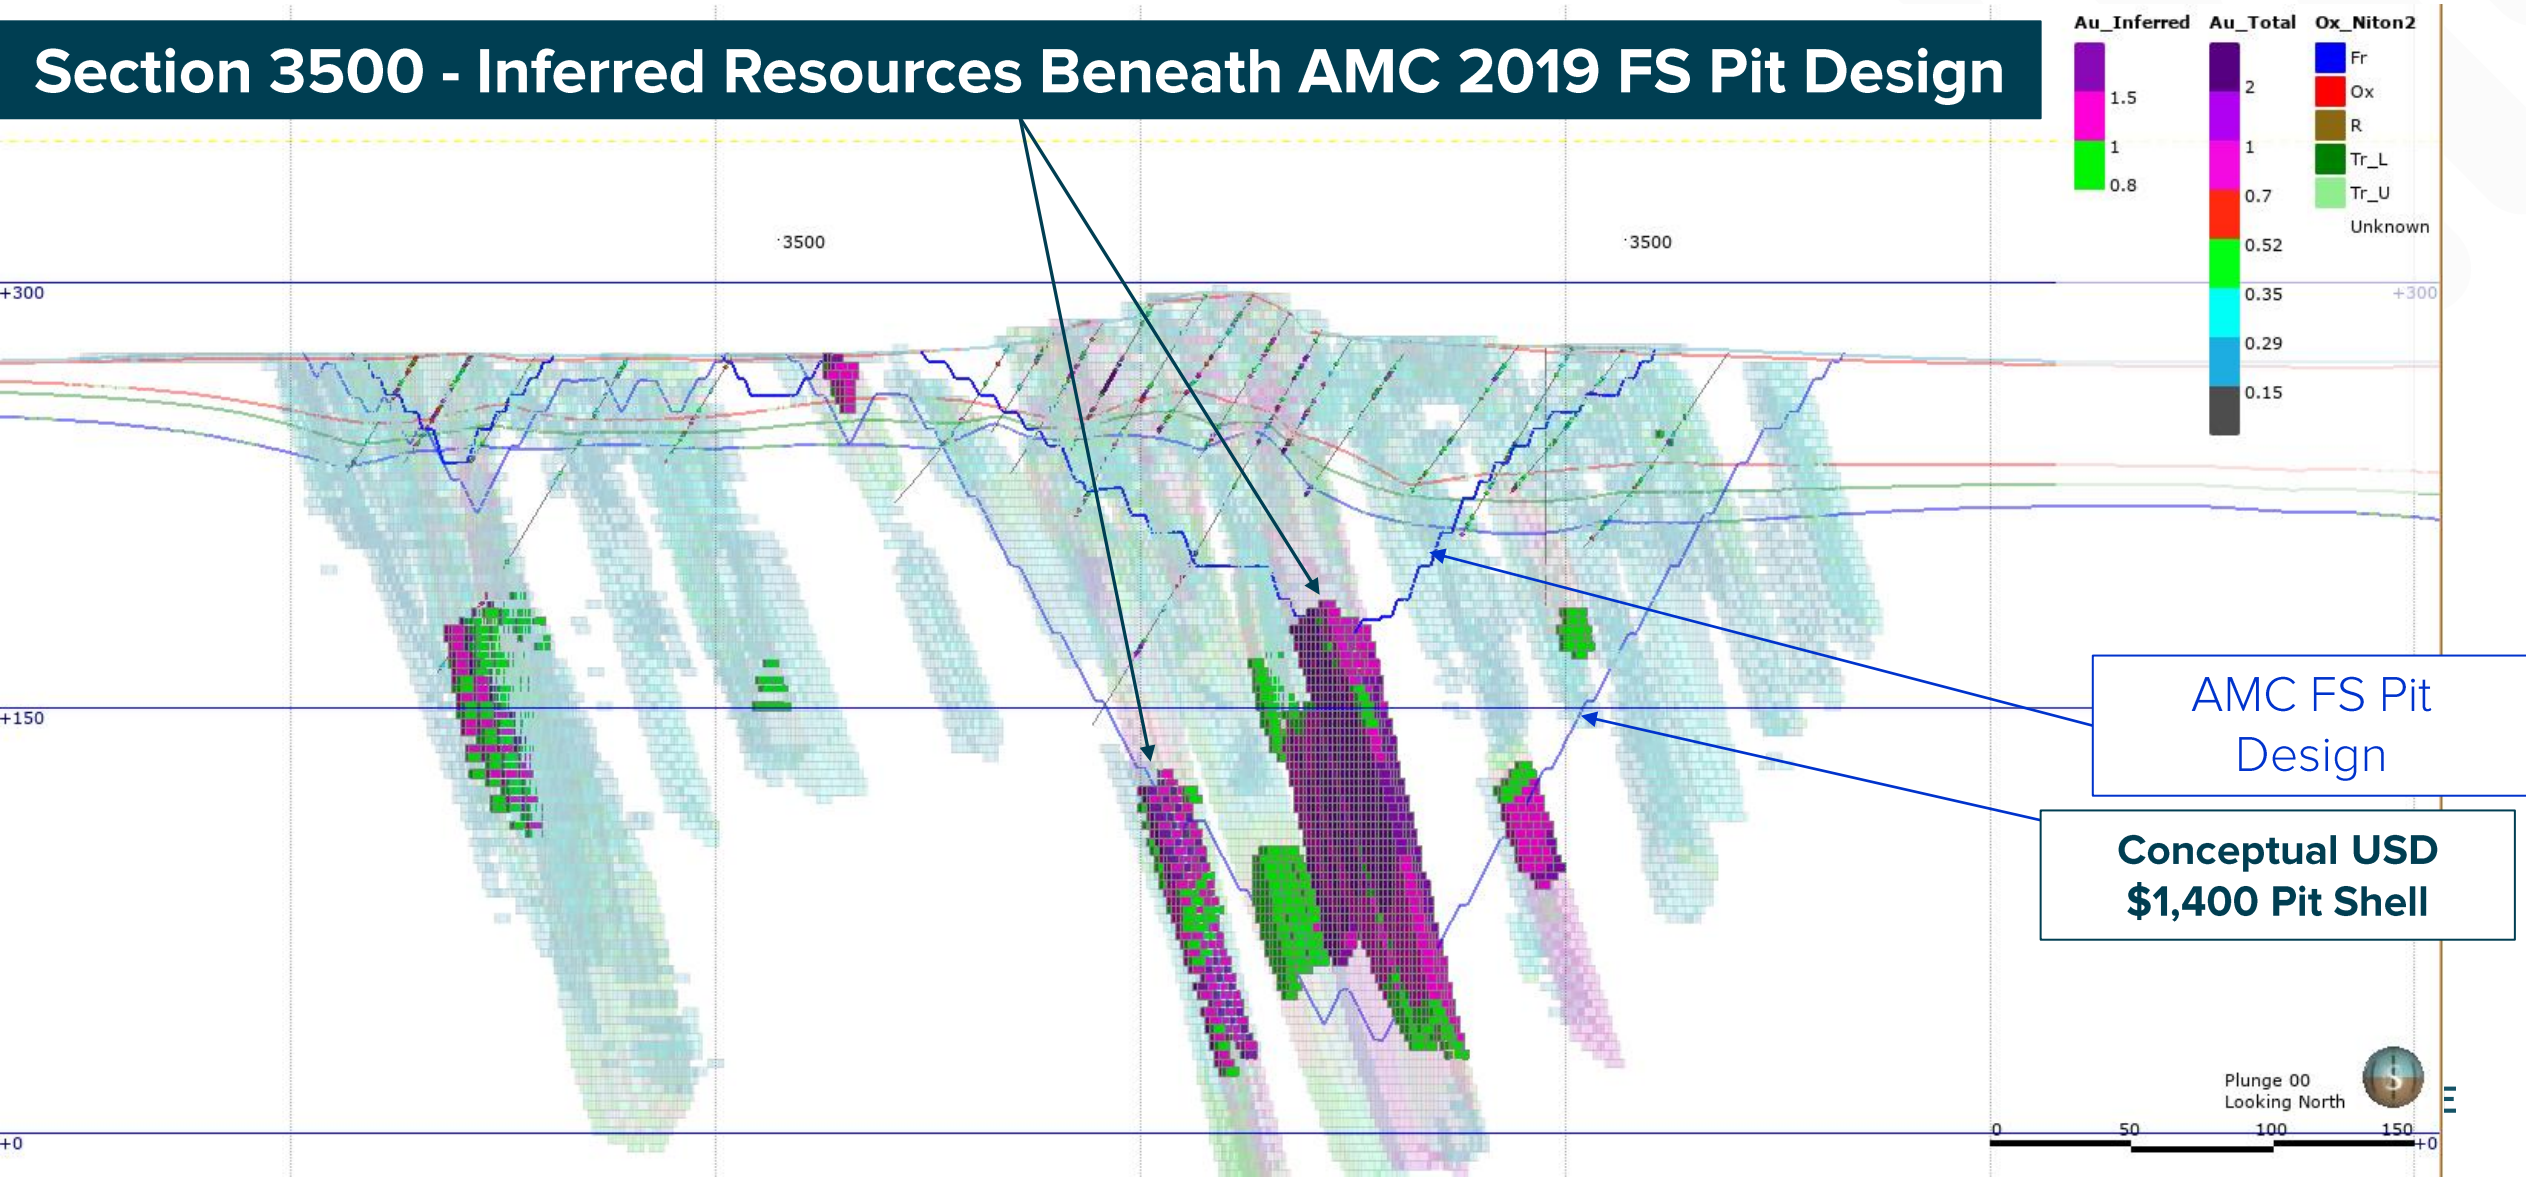 Section 3500 - Inferred Resources Beneath AMC 2019 FS Pit Design
Au_Inferred
1.5
1
0.8
Au_Total
2
1
0.7
0.52
0.35
0.29
0.15
Ox_Niton2
Fr
Ox
R
Tr_L
Tr_U
Unknown
3500
3500
+300
+300
+150
AMC FS Pit
Design
Conceptual USD
$1,400 Pit Shell
Plunge 00
Looking North
S
0 50 100 150
+0
+0